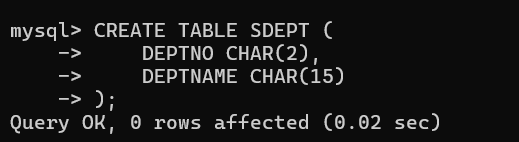 mysql> CREATE TABLE SDEPT (
    ->     DEPTNO CHAR(2),
    ->     DEPTNAME CHAR(15)
    -> );
Query OK, 0 rows affected (0.02 sec)